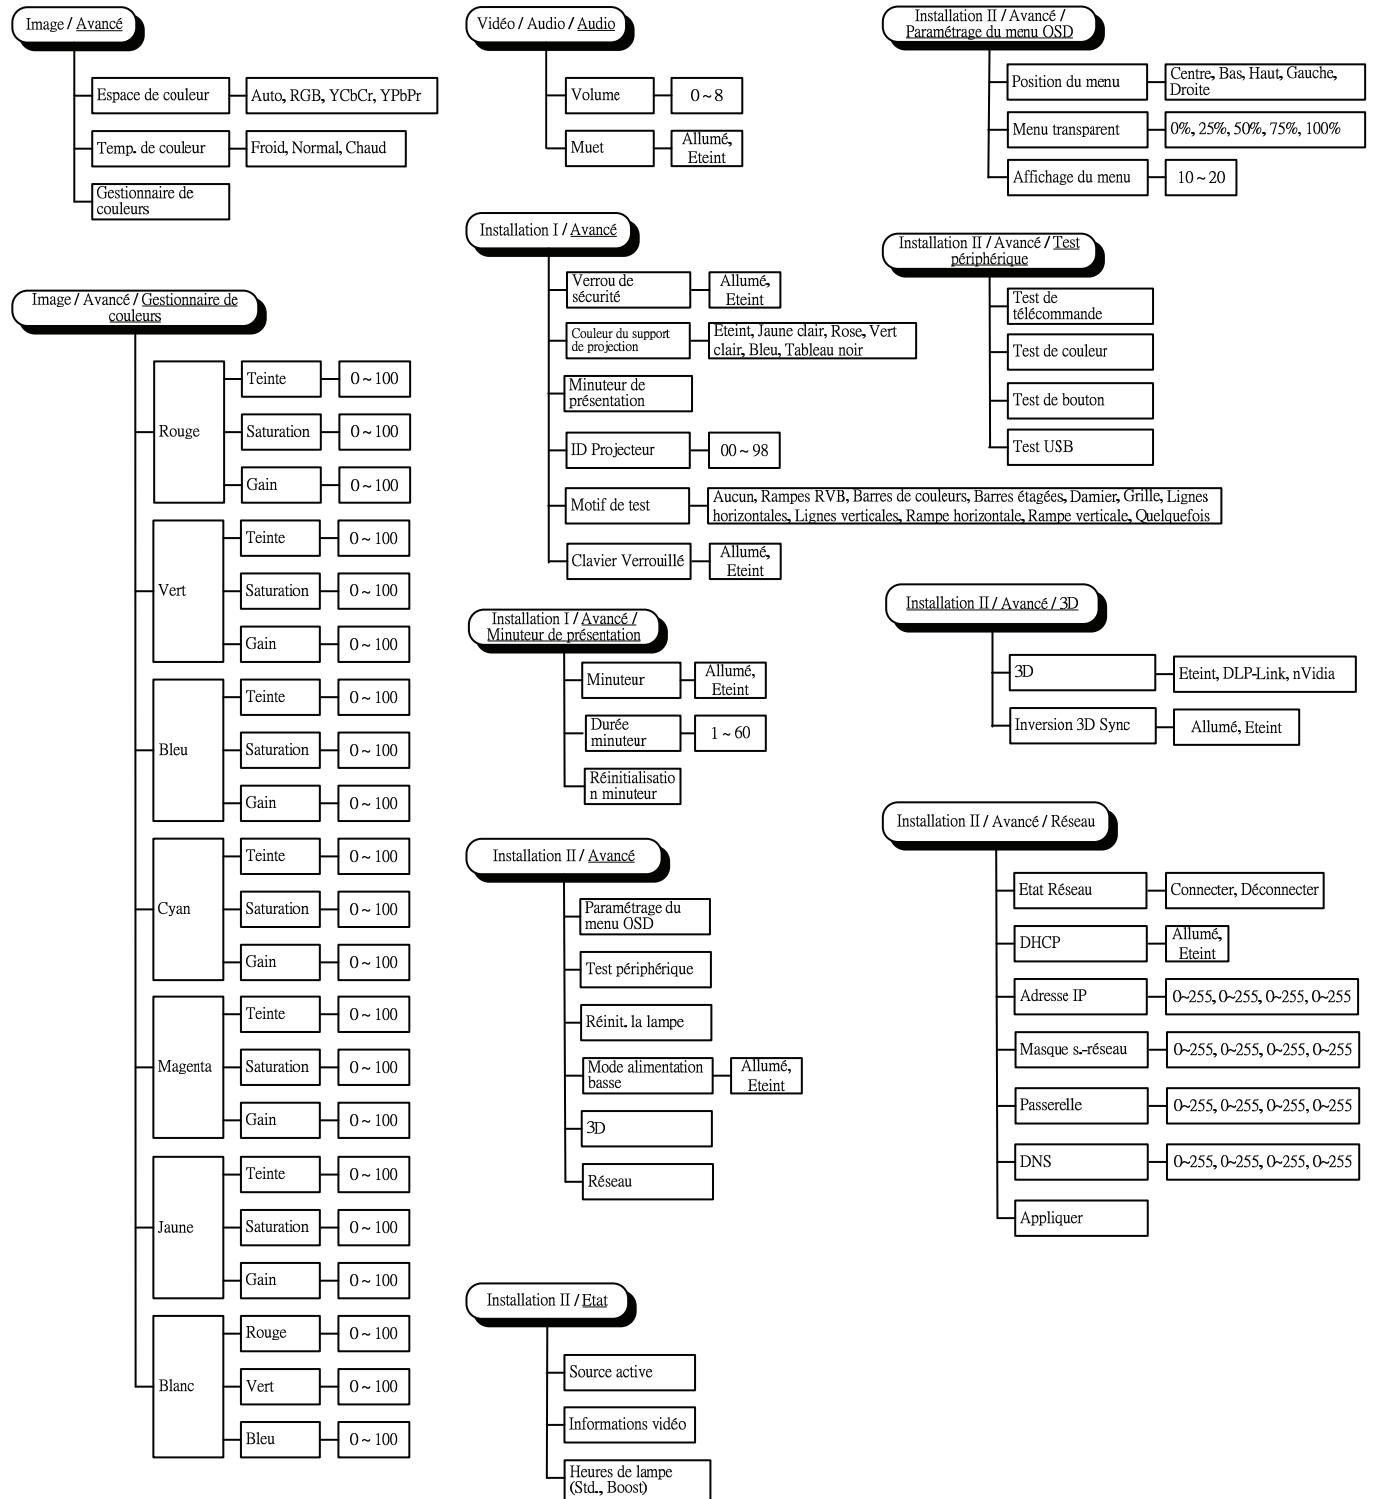 Image / Avancé
Espace de couleur
Auto, RGB, YCbCr, YPbPr
Temp. de couleur
Froid, Normal, Chaud
Gestionnaire de
couleurs
Image / Avancé / Gestionnaire de
couleurs
Rouge
Teinte
0 ~ 100
Saturation
0 ~ 100
Gain
0 ~ 100
Vert
Teinte
0 ~ 100
Saturation
0 ~ 100
Gain
0 ~ 100
Bleu
Teinte
0 ~ 100
Saturation
0 ~ 100
Gain
0 ~ 100
Cyan
Teinte
0 ~ 100
Saturation
0 ~ 100
Gain
0 ~ 100
Magenta
Teinte
0 ~ 100
Saturation
0 ~ 100
Gain
0 ~ 100
Jaune
Teinte
0 ~ 100
Saturation
0 ~ 100
Gain
0 ~ 100
Blanc
Rouge
0 ~ 100
Vert
0 ~ 100
Bleu
0 ~ 100
Vidéo / Audio / Audio
Volume
0 ~ 8
Muet
Allumé,
Eteint
Installation I / Avancé
Verrou de
sécurité
Allumé,
Eteint
Couleur du support
de projection
Eteint, Jaune clair, Rose, Vert
clair, Bleu, Tableau noir
Minuteur de
présentation
ID Projecteur
00 ~ 98
Motif de test
Aucun, Rampes RVB, Barres de couleurs, Barres étagées, Damier, Grille, Lignes
horizontales, Lignes verticales, Rampe horizontale, Rampe verticale, Quelquefois
Clavier Verrouillé
Allumé,
Eteint
Installation I / Avancé /
Minuteur de présentation
Minuteur
Allumé,
Eteint
Durée
minuteur
1 ~ 60
Réinitialisatio
n minuteur
Installation II / Avancé
Paramétrage du
menu OSD
Test périphérique
Réinit. la lampe
Mode alimentation
basse
Allumé,
Eteint
3D
Réseau
Installation II / Etat
Source active
Informations vidéo
Heures de lampe
(Std., Boost)
Installation II / Avancé /
Paramétrage du menu OSD
Position du menu
Centre, Bas, Haut, Gauche,
Droite
Menu transparent
0%, 25%, 50%, 75%, 100%
Affichage du menu
10 ~ 20
Installation II / Avancé / Test
périphérique
Test de
télécommande
Test de couleur
Test de bouton
Test USB
Installation II / Avancé / 3D
3D
Eteint, DLP-Link, nVidia
Inversion 3D Sync
Allumé, Eteint
Installation II / Avancé / Réseau
Etat Réseau
Connecter, Déconnecter
DHCP
Allumé,
Eteint
Adresse IP
0~255, 0~255, 0~255, 0~255
Masque s.-réseau
0~255, 0~255, 0~255, 0~255
Passerelle
0~255, 0~255, 0~255, 0~255
DNS
0~255, 0~255, 0~255, 0~255
Appliquer